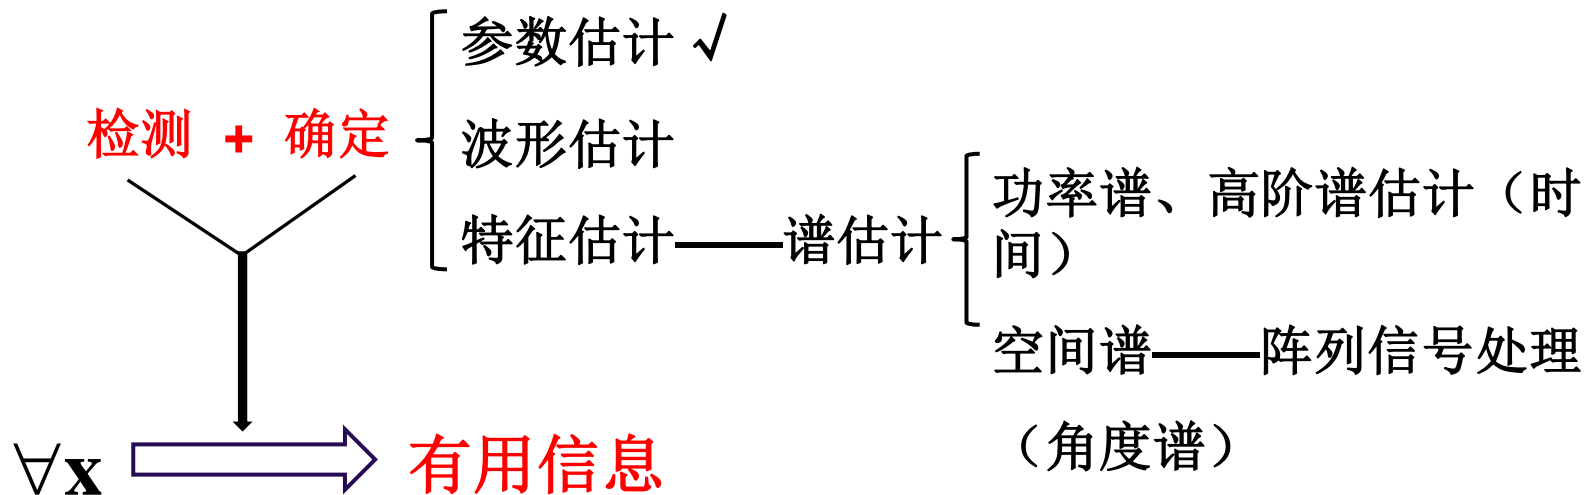 参数估计 √
检测 + 确定
波形估计
特征估计——谱估计
功率谱、高阶谱估计（时
间）
空间谱——阵列信号处理
（角度谱）
∀x
有用信息